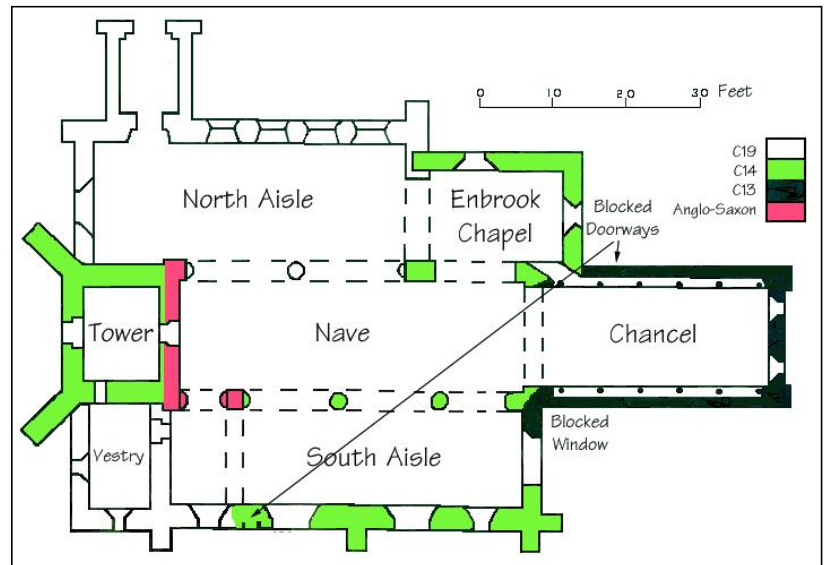 0 10 20 30 Feet
C19
C14
C13
Anglo-Saxon
North Aisle
Enbrook
Chapel
Blocked
Doorways
Tower
Nave
Chancel
Vestry
South Aisle
Blocked
Window